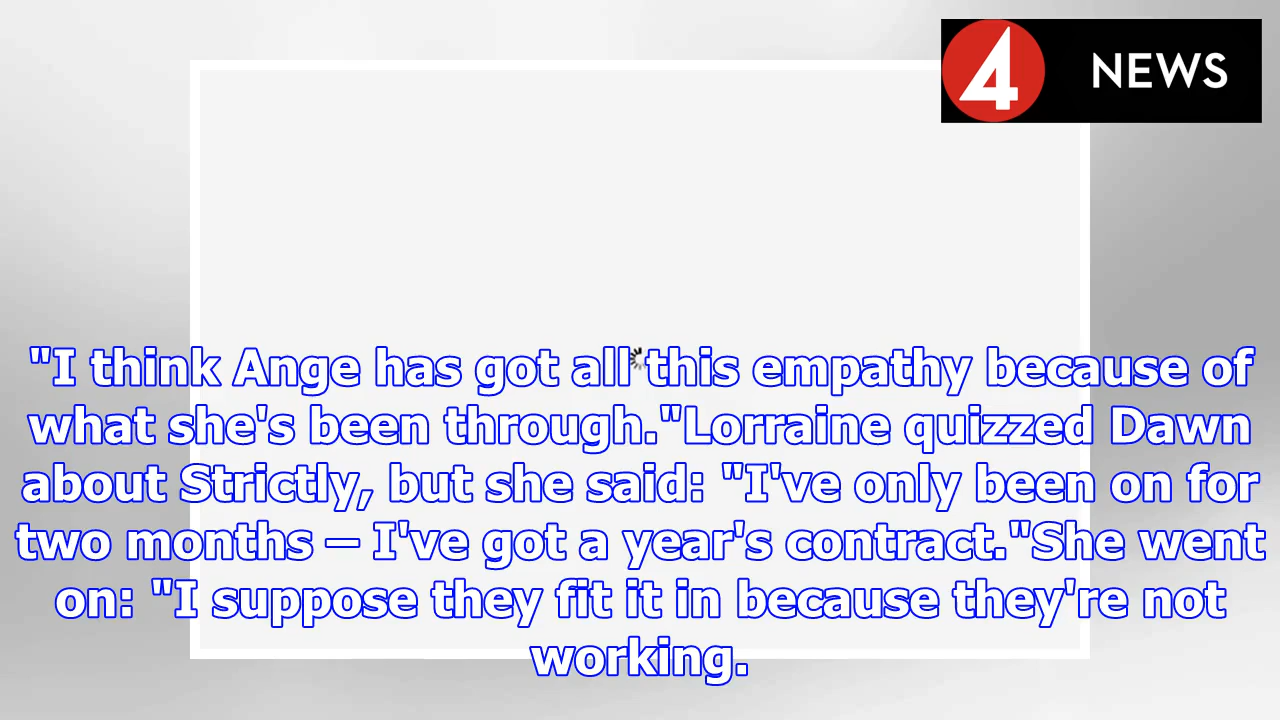 4 NEWS
"I think Ange has got all this empathy because of
what she's been through."Lorraine quizzed Dawn
about Strictly, but she said: "I've only been on for
two months – I've got a year's contract."She went
on: "I suppose they fit it in because they're not
working.